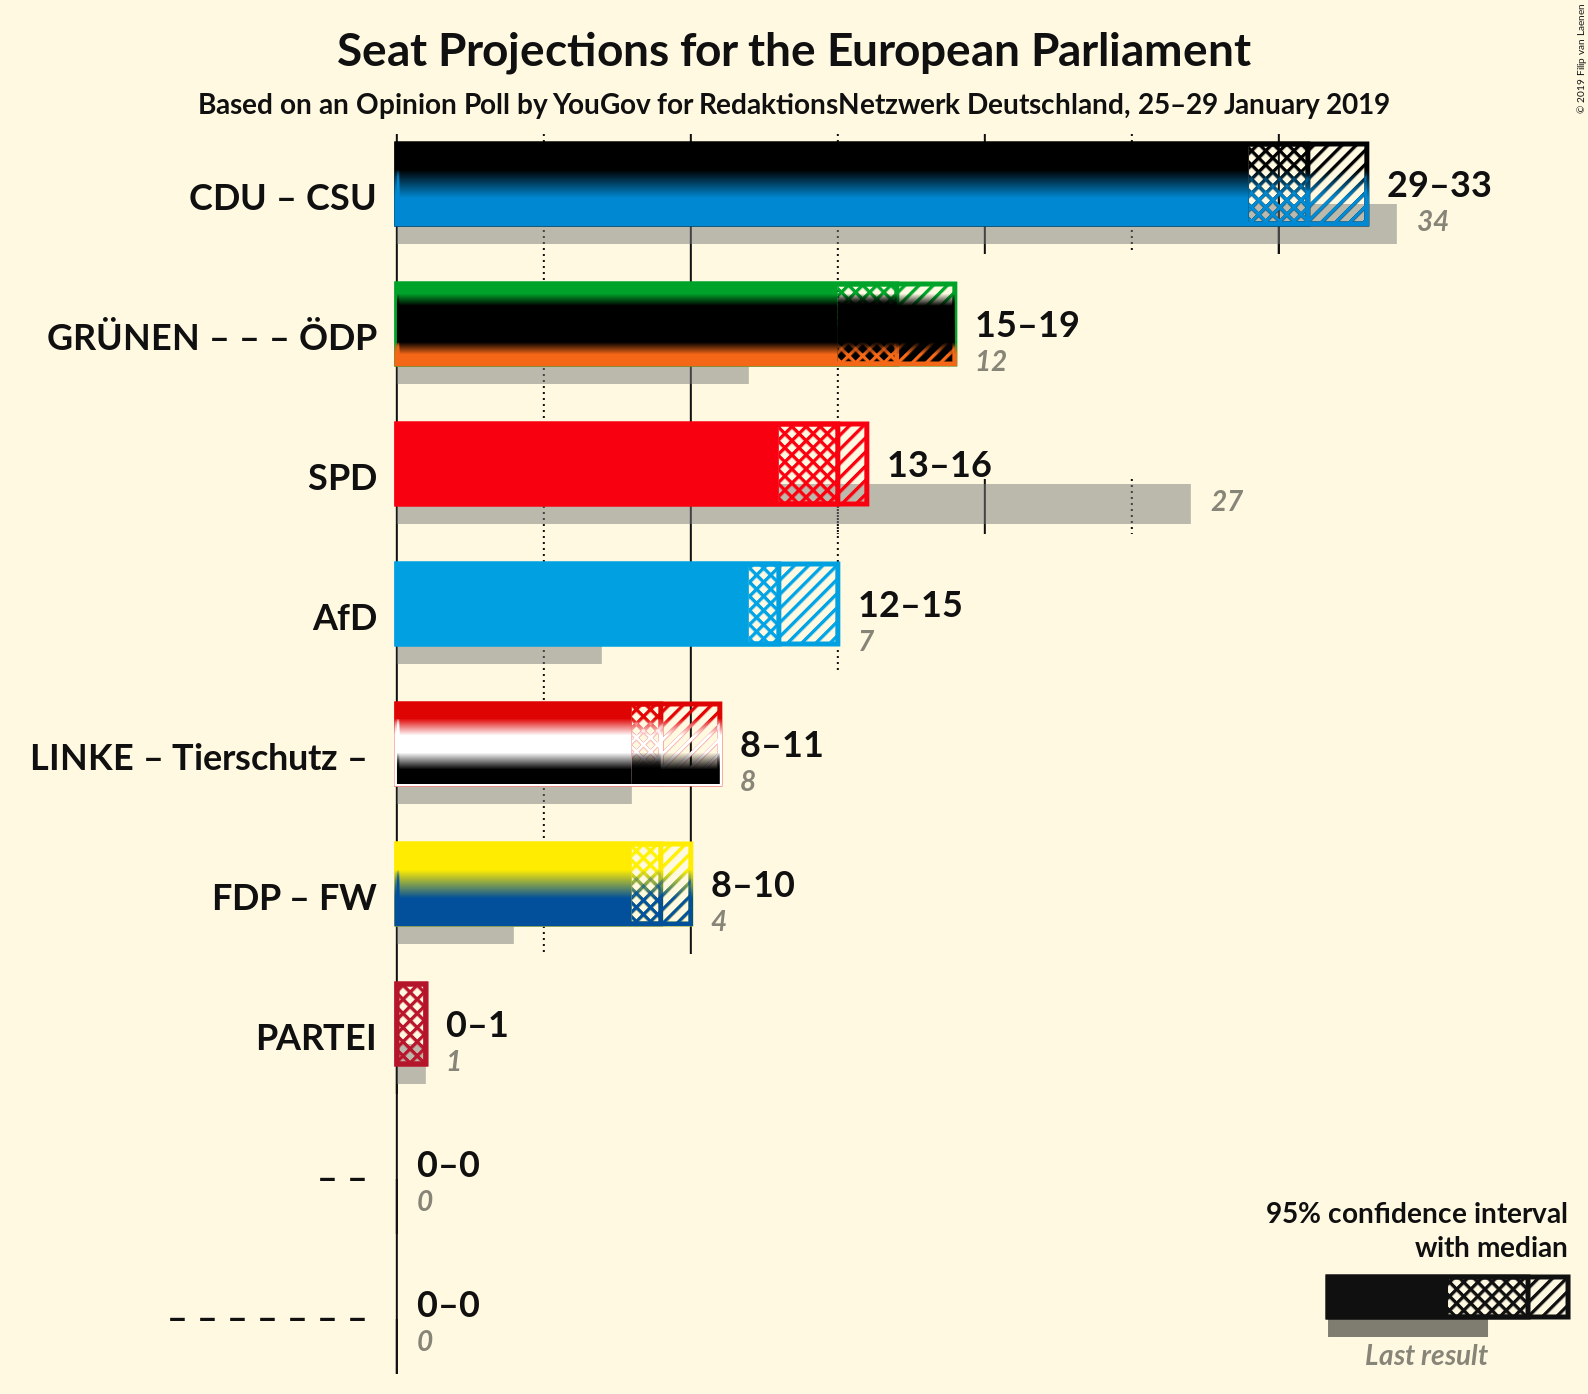 Seat Projections for the European Parliament
Based on an Opinion Poll by YouGov for RedaktionsNetzwerk Deutschland, 25–29 January 2019
© 2019 Filip van Laenen
CDU – CSU
29–33
34
GRÜNEN – – – ÖDP
15–19
12
SPD
13–16
27
AfD
12–15
7
LINKE – Tierschutz –
8–11
8
FDP – FW
8–10
4
PARTEI
0–1
1
– –
0–0
0
– – – – – – –
0–0
0
95% confidence interval
with median
Last result